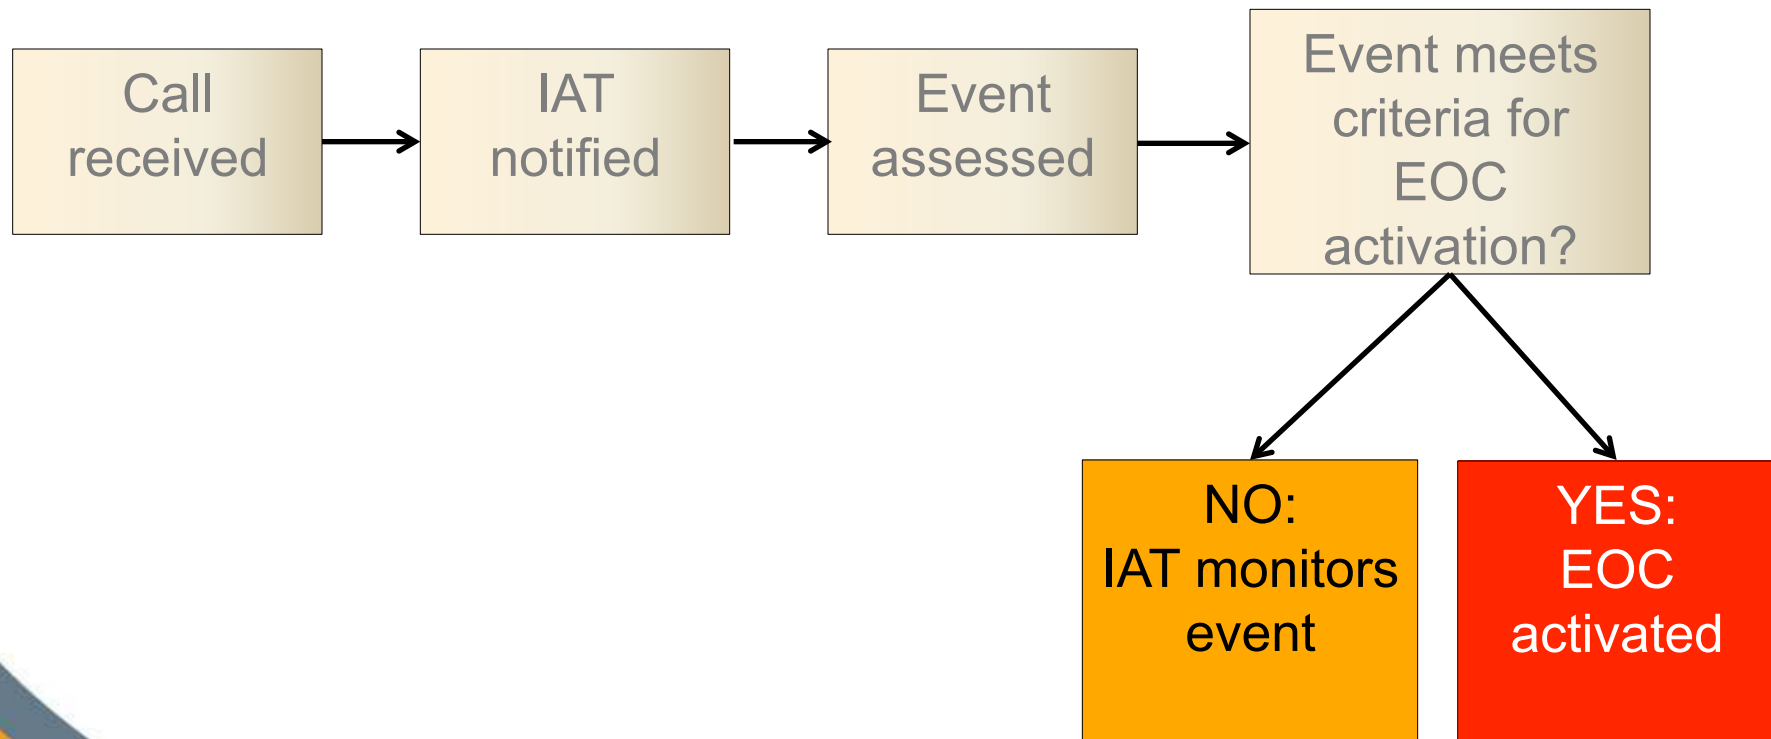 Call
received
IAT
notified
Event
assessed
Event meets
criteria for
EOC
activation?
NO:
IAT monitors
event
YES:
EOC
activated